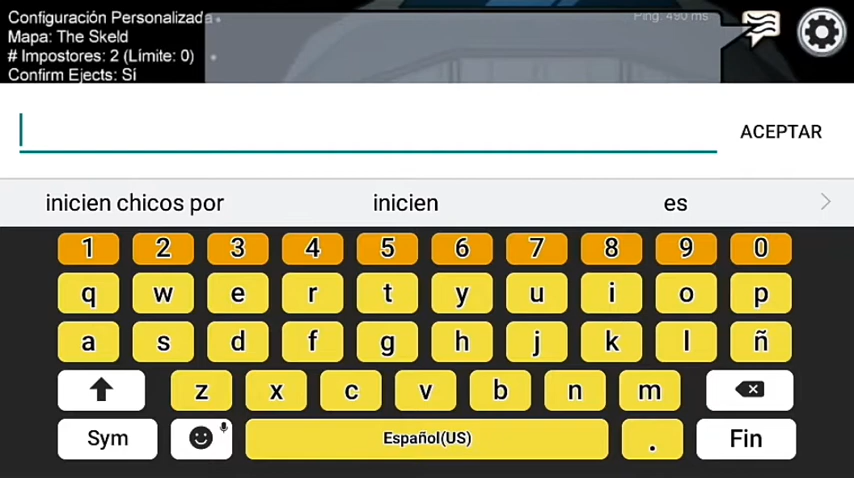 Configuración Personalizada
Mapa: The Skeld
# Impostores: 2 (Límite: 0)
Confirm Ejects: Sí
Ping: 490 ms
ACEPTAR
inicien chicos por inicien es
1 2 3 4 5 6 7 8 9 0
q w e r t y u i o p
a s d f g h j k l ñ
z x c v b n m
Sym Español(US) . Fin